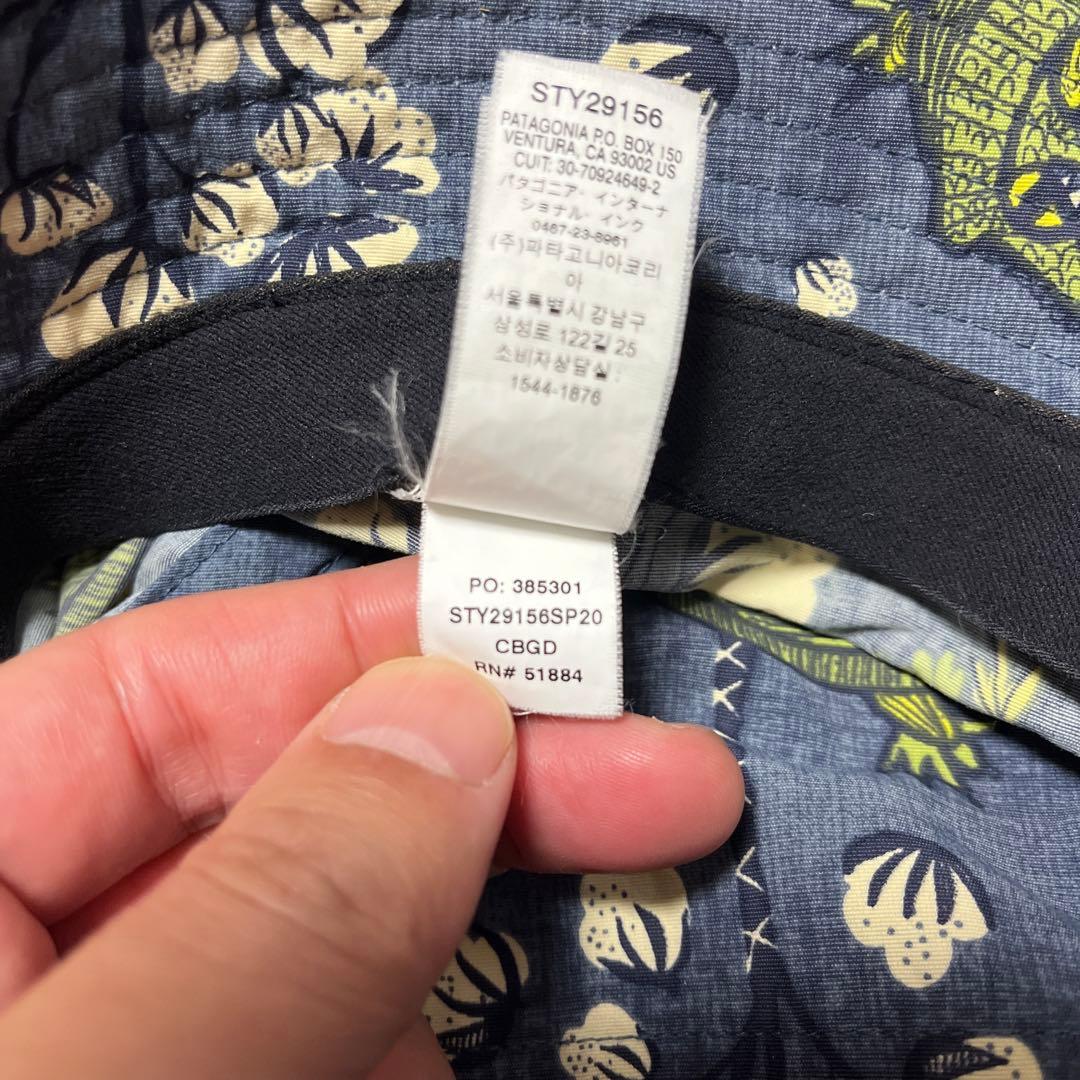 STY29156
PATAGONIA P.O. BOX 150
VENTURA, CA 93002 US
CUIT: 30-70924649-2
パタゴニア・インターナ
ショナル・インク
0467-23-8961
(주)파타고니아코리
아
서울특별시 강남구
삼성로 122길 25
소비자상담실 :
1544-1876
PO: 385301
STY29156SP20
CBGD
RN# 51884